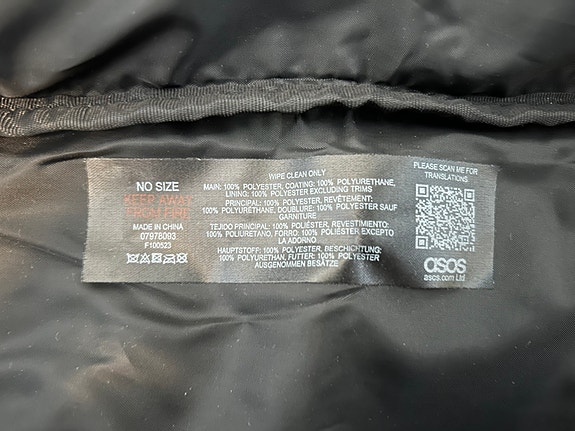 NO SIZE
KEEP AWAY
FROM FIRE
MADE IN CHINA
07975093
F100523
WIPE CLEAN ONLY
MAIN: 100% POLYESTER, COATING: 100% POLYURETHANE,
LINING: 100% POLYESTER EXCLUDING TRIMS
PRINCIPAL: 100% POLYESTER, REVÊTEMENT:
100% POLYURÉTHANE, DOUBLURE: 100% POLYESTER SAUF
GARNITURE
TEJIDO PRINCIPAL: 100% POLIÉSTER, REVESTIMIENTO:
100% POLIURETANO, FORRO: 100% POLIÉSTER EXCEPTO
LA ADORNO
HAUPTSTOFF: 100% POLYESTER, BESCHICHTUNG:
100% POLYURETHAN, FUTTER: 100% POLYESTER
AUSGENOMMEN BESÄTZE
PLEASE SCAN ME FOR
TRANSLATIONS.
asos
asos.com Ltd